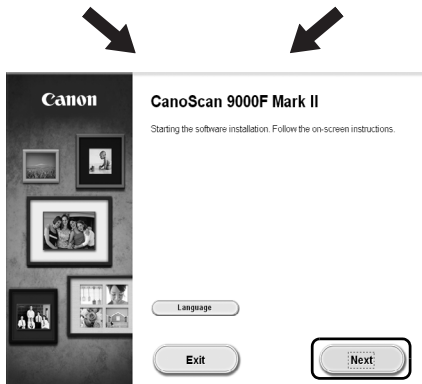 Canon
CanoScan 9000F Mark II
Starting the software installation. Follow the on-screen instructions.
Language
Exit
Next